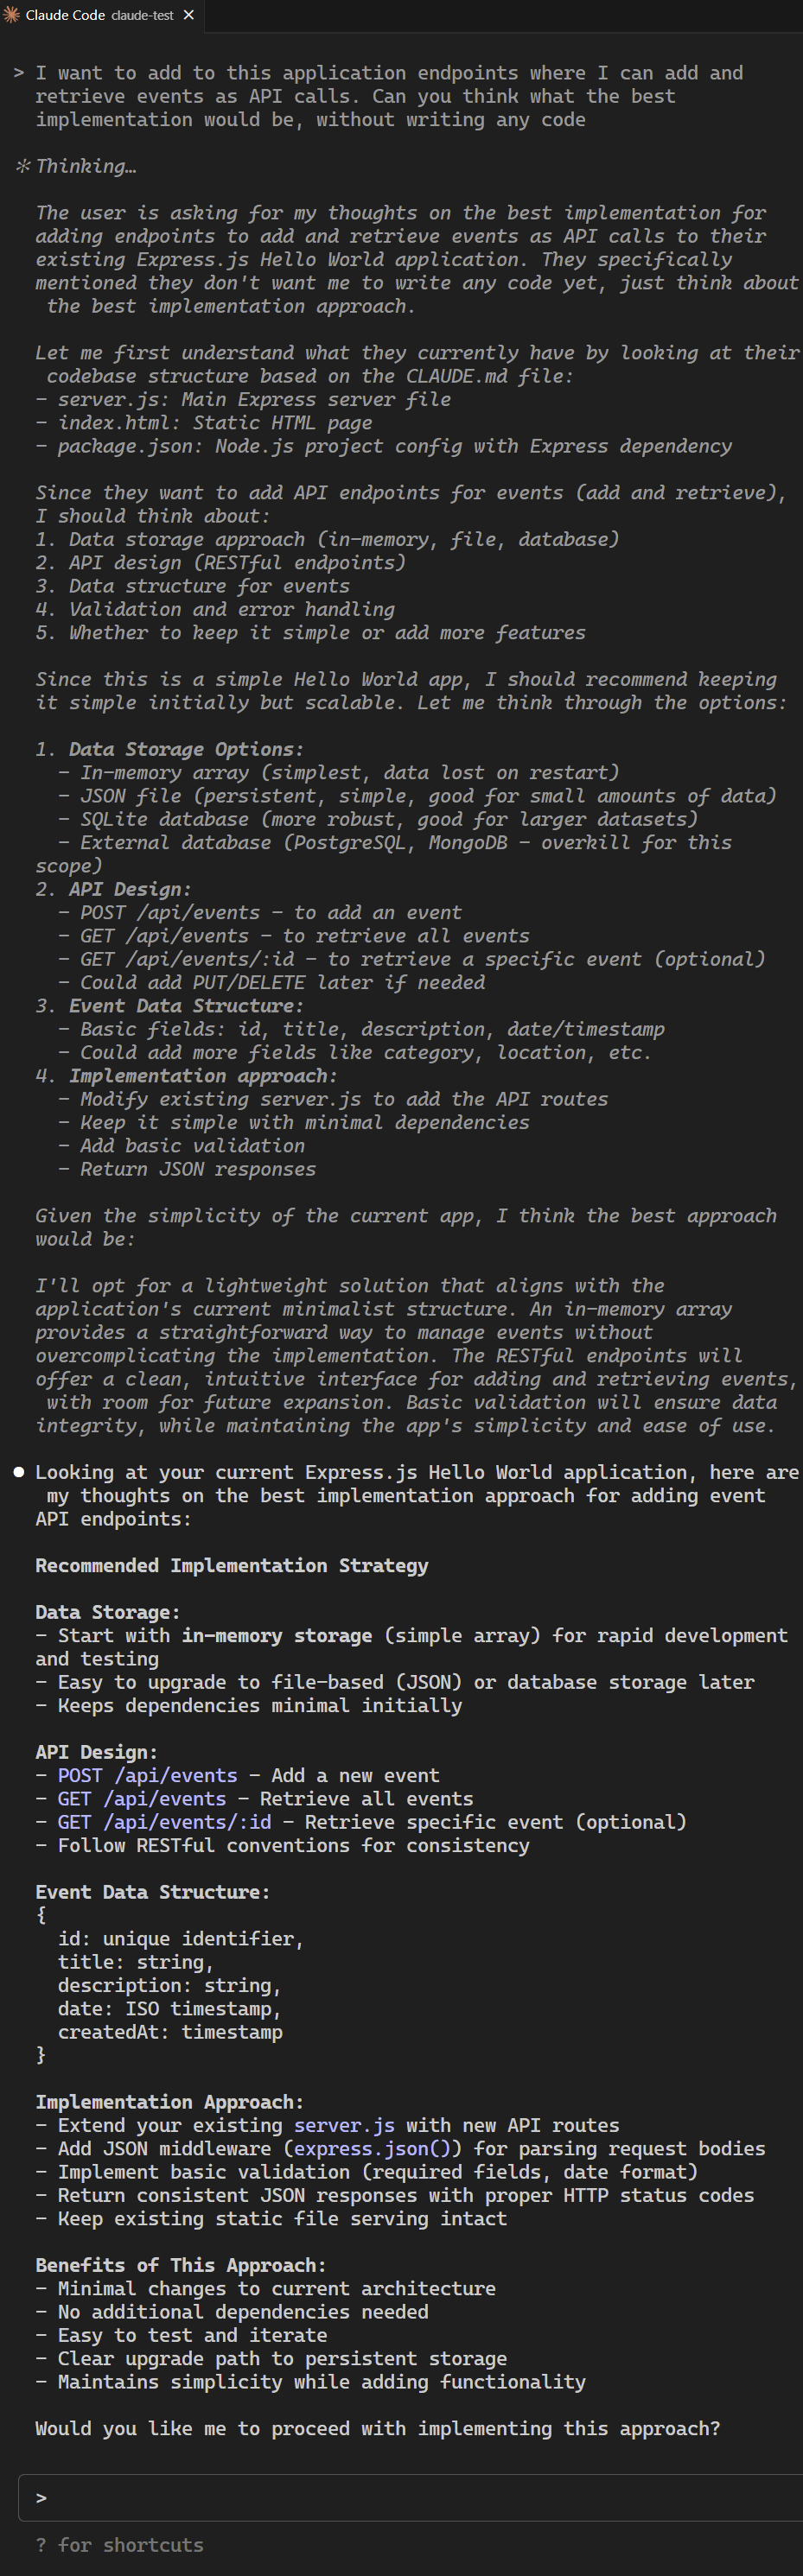 Claude Code claude-test ×
> I want to add to this application endpoints where I can add and
retrieve events as API calls. Can you think what the best
implementation would be, without writing any code
✻ Thinking…
The user is asking for my thoughts on the best implementation for
adding endpoints to add and retrieve events as API calls to their
existing Express.js Hello World application. They specifically
mentioned they don't want me to write any code yet, just think about
the best implementation approach.
Let me first understand what they currently have by looking at their
codebase structure based on the CLAUDE.md file:
- server.js: Main Express server file
- index.html: Static HTML page
- package.json: Node.js project config with Express dependency
Since they want to add API endpoints for events (add and retrieve),
I should think about:
1. Data storage approach (in-memory, file, database)
2. API design (RESTful endpoints)
3. Data structure for events
4. Validation and error handling
5. Whether to keep it simple or add more features
Since this is a simple Hello World app, I should recommend keeping
it simple initially but scalable. Let me think through the options:
1. Data Storage Options:
- In-memory array (simplest, data lost on restart)
- JSON file (persistent, simple, good for small amounts of data)
- SQLite database (more robust, good for larger datasets)
- External database (PostgreSQL, MongoDB - overkill for this
scope)
2. API Design:
- POST /api/events - to add an event
- GET /api/events - to retrieve all events
- GET /api/events/:id - to retrieve a specific event (optional)
- Could add PUT/DELETE later if needed
3. Event Data Structure:
- Basic fields: id, title, description, date/timestamp
- Could add more fields like category, location, etc.
4. Implementation approach:
- Modify existing server.js to add the API routes
- Keep it simple with minimal dependencies
- Add basic validation
- Return JSON responses
Given the simplicity of the current app, I think the best approach
would be:
I'll opt for a lightweight solution that aligns with the
application's current minimalist structure. An in-memory array
provides a straightforward way to manage events without
overcomplicating the implementation. The RESTful endpoints will
offer a clean, intuitive interface for adding and retrieving events,
with room for future expansion. Basic validation will ensure data
integrity, while maintaining the app's simplicity and ease of use.
● Looking at your current Express.js Hello World application, here are
my thoughts on the best implementation approach for adding event
API endpoints:
Recommended Implementation Strategy
Data Storage:
- Start with in-memory storage (simple array) for rapid development
and testing
- Easy to upgrade to file-based (JSON) or database storage later
- Keeps dependencies minimal initially
API Design:
- POST /api/events - Add a new event
- GET /api/events - Retrieve all events
- GET /api/events/:id - Retrieve specific event (optional)
- Follow RESTful conventions for consistency
Event Data Structure:
{
id: unique identifier,
title: string,
description: string,
date: ISO timestamp,
createdAt: timestamp
}
Implementation Approach:
- Extend your existing server.js with new API routes
- Add JSON middleware (express.json()) for parsing request bodies
- Implement basic validation (required fields, date format)
- Return consistent JSON responses with proper HTTP status codes
- Keep existing static file serving intact
Benefits of This Approach:
- Minimal changes to current architecture
- No additional dependencies needed
- Easy to test and iterate
- Clear upgrade path to persistent storage
- Maintains simplicity while adding functionality
Would you like me to proceed with implementing this approach?
>
? for shortcuts